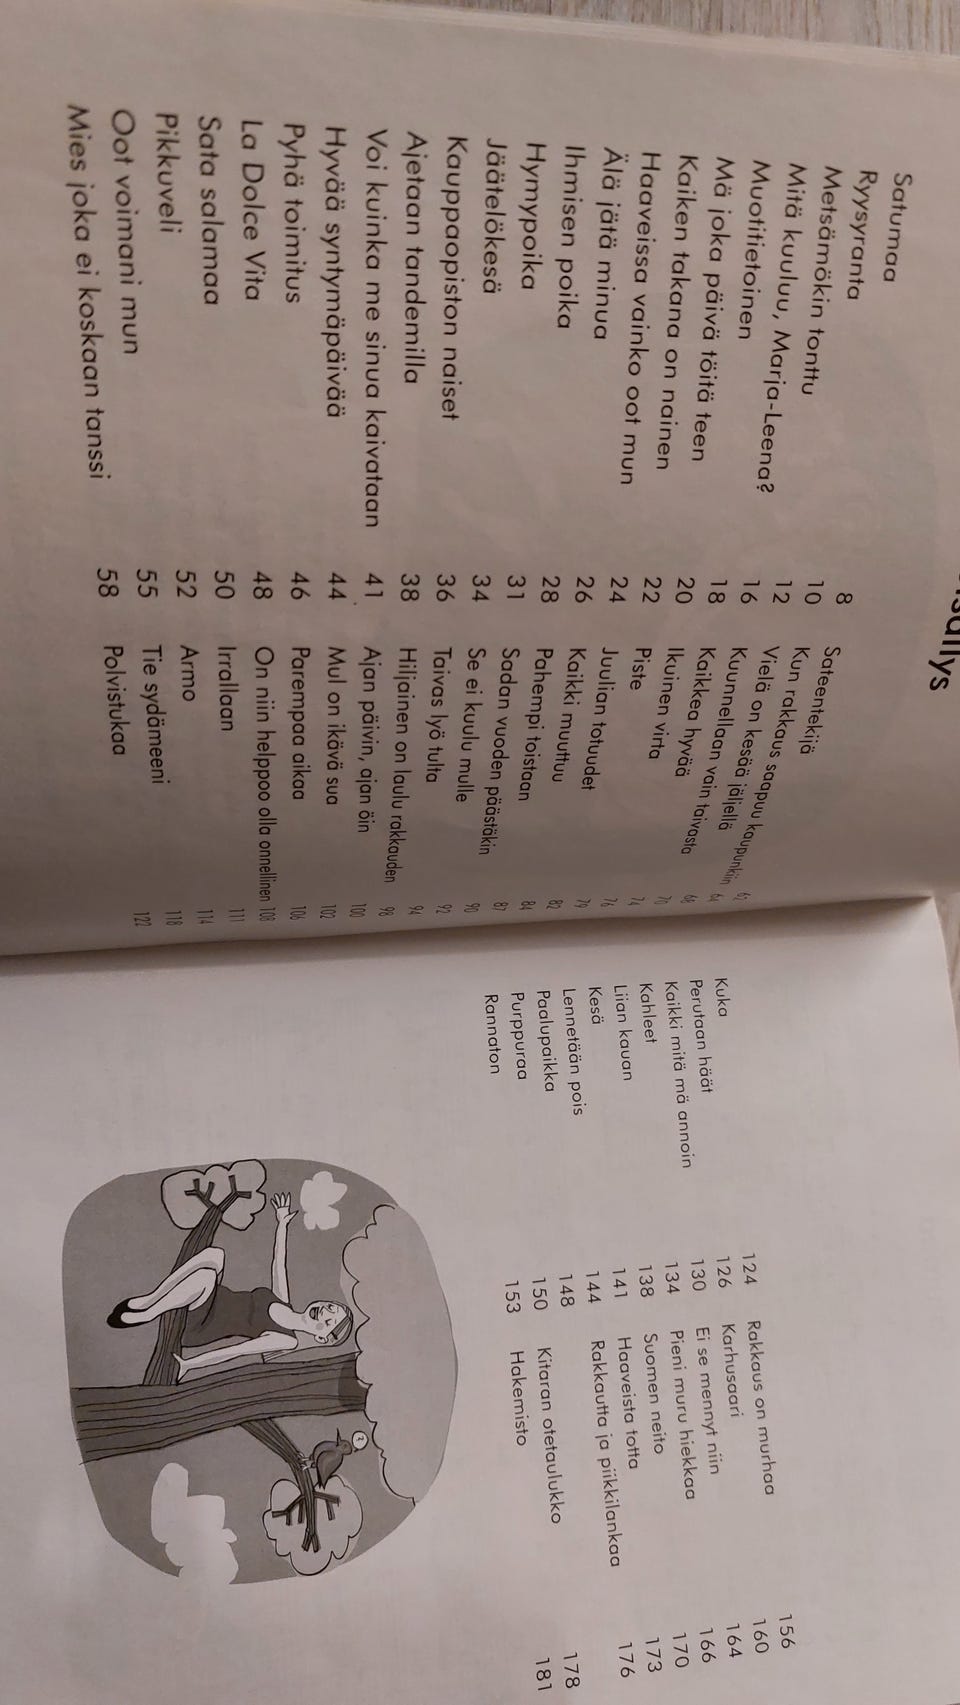 sällys
Satumaa 8
Ryysyranta 10
Metsämökin tonttu 12
Mitä kuuluu, Marja-Leena? 16
Muotitietoinen 18
Mä joka päivä töitä teen 20
Kaiken takana on nainen 22
Haaveissa vainko oot mun 24
Älä jätä minua 26
Ihmisen poika 28
Hymypoika 31
Jäätelökesä 34
Kauppaopiston naiset 36
Ajetaan tandemilla 38
Voi kuinka me sinua kaivataan 41
Hyvää syntymäpäivää 44
Pyhä toimitus 46
La Dolce Vita 48
Sata salamaa 50
Pikkuveli 52
Oot voimani mun 55
Mies joka ei koskaan tanssi 58
Sateentekijä 62
Kun rakkaus saapuu kaupunkiin 64
Vielä on kesää jäljellä 68
Kuunnellaan vain taivasta 70
Kaikkea hyvää 74
Ikuinen virta 76
Piste 79
Juulian totuudet 82
Kaikki muuttuu 84
Pahempi toistaan 87
Sadan vuoden päästäkin 90
Se ei kuulu mulle 92
Taivas lyö tulta 94
Hiljainen on laulu rakkauden 98
Ajan päivin, ajan öin 100
Mul on ikävä sua 102
Parempaa aikaa 106
On niin helppoo olla onnellinen 108
Irrallaan 111
Armo 114
Tie sydämeeni 118
Polvistukaa 122
Kuka 124
Perutaan häät 126
Kaikki mitä mä annoin 130
Kahleet 134
Liian kauan 138
Kesä 141
Lennetään pois 144
Paalupaikka 148
Purppuraa 150
Rannaton 153
Rakkaus on murhaa 156
Karhusaari 160
Ei se mennyt niin 164
Pieni muru hiekkaa 166
Suomen neito 170
Haaveista totta 173
Rakkautta ja piikkilankaa 176
Kitaran otetaulukko 178
Hakemisto 181